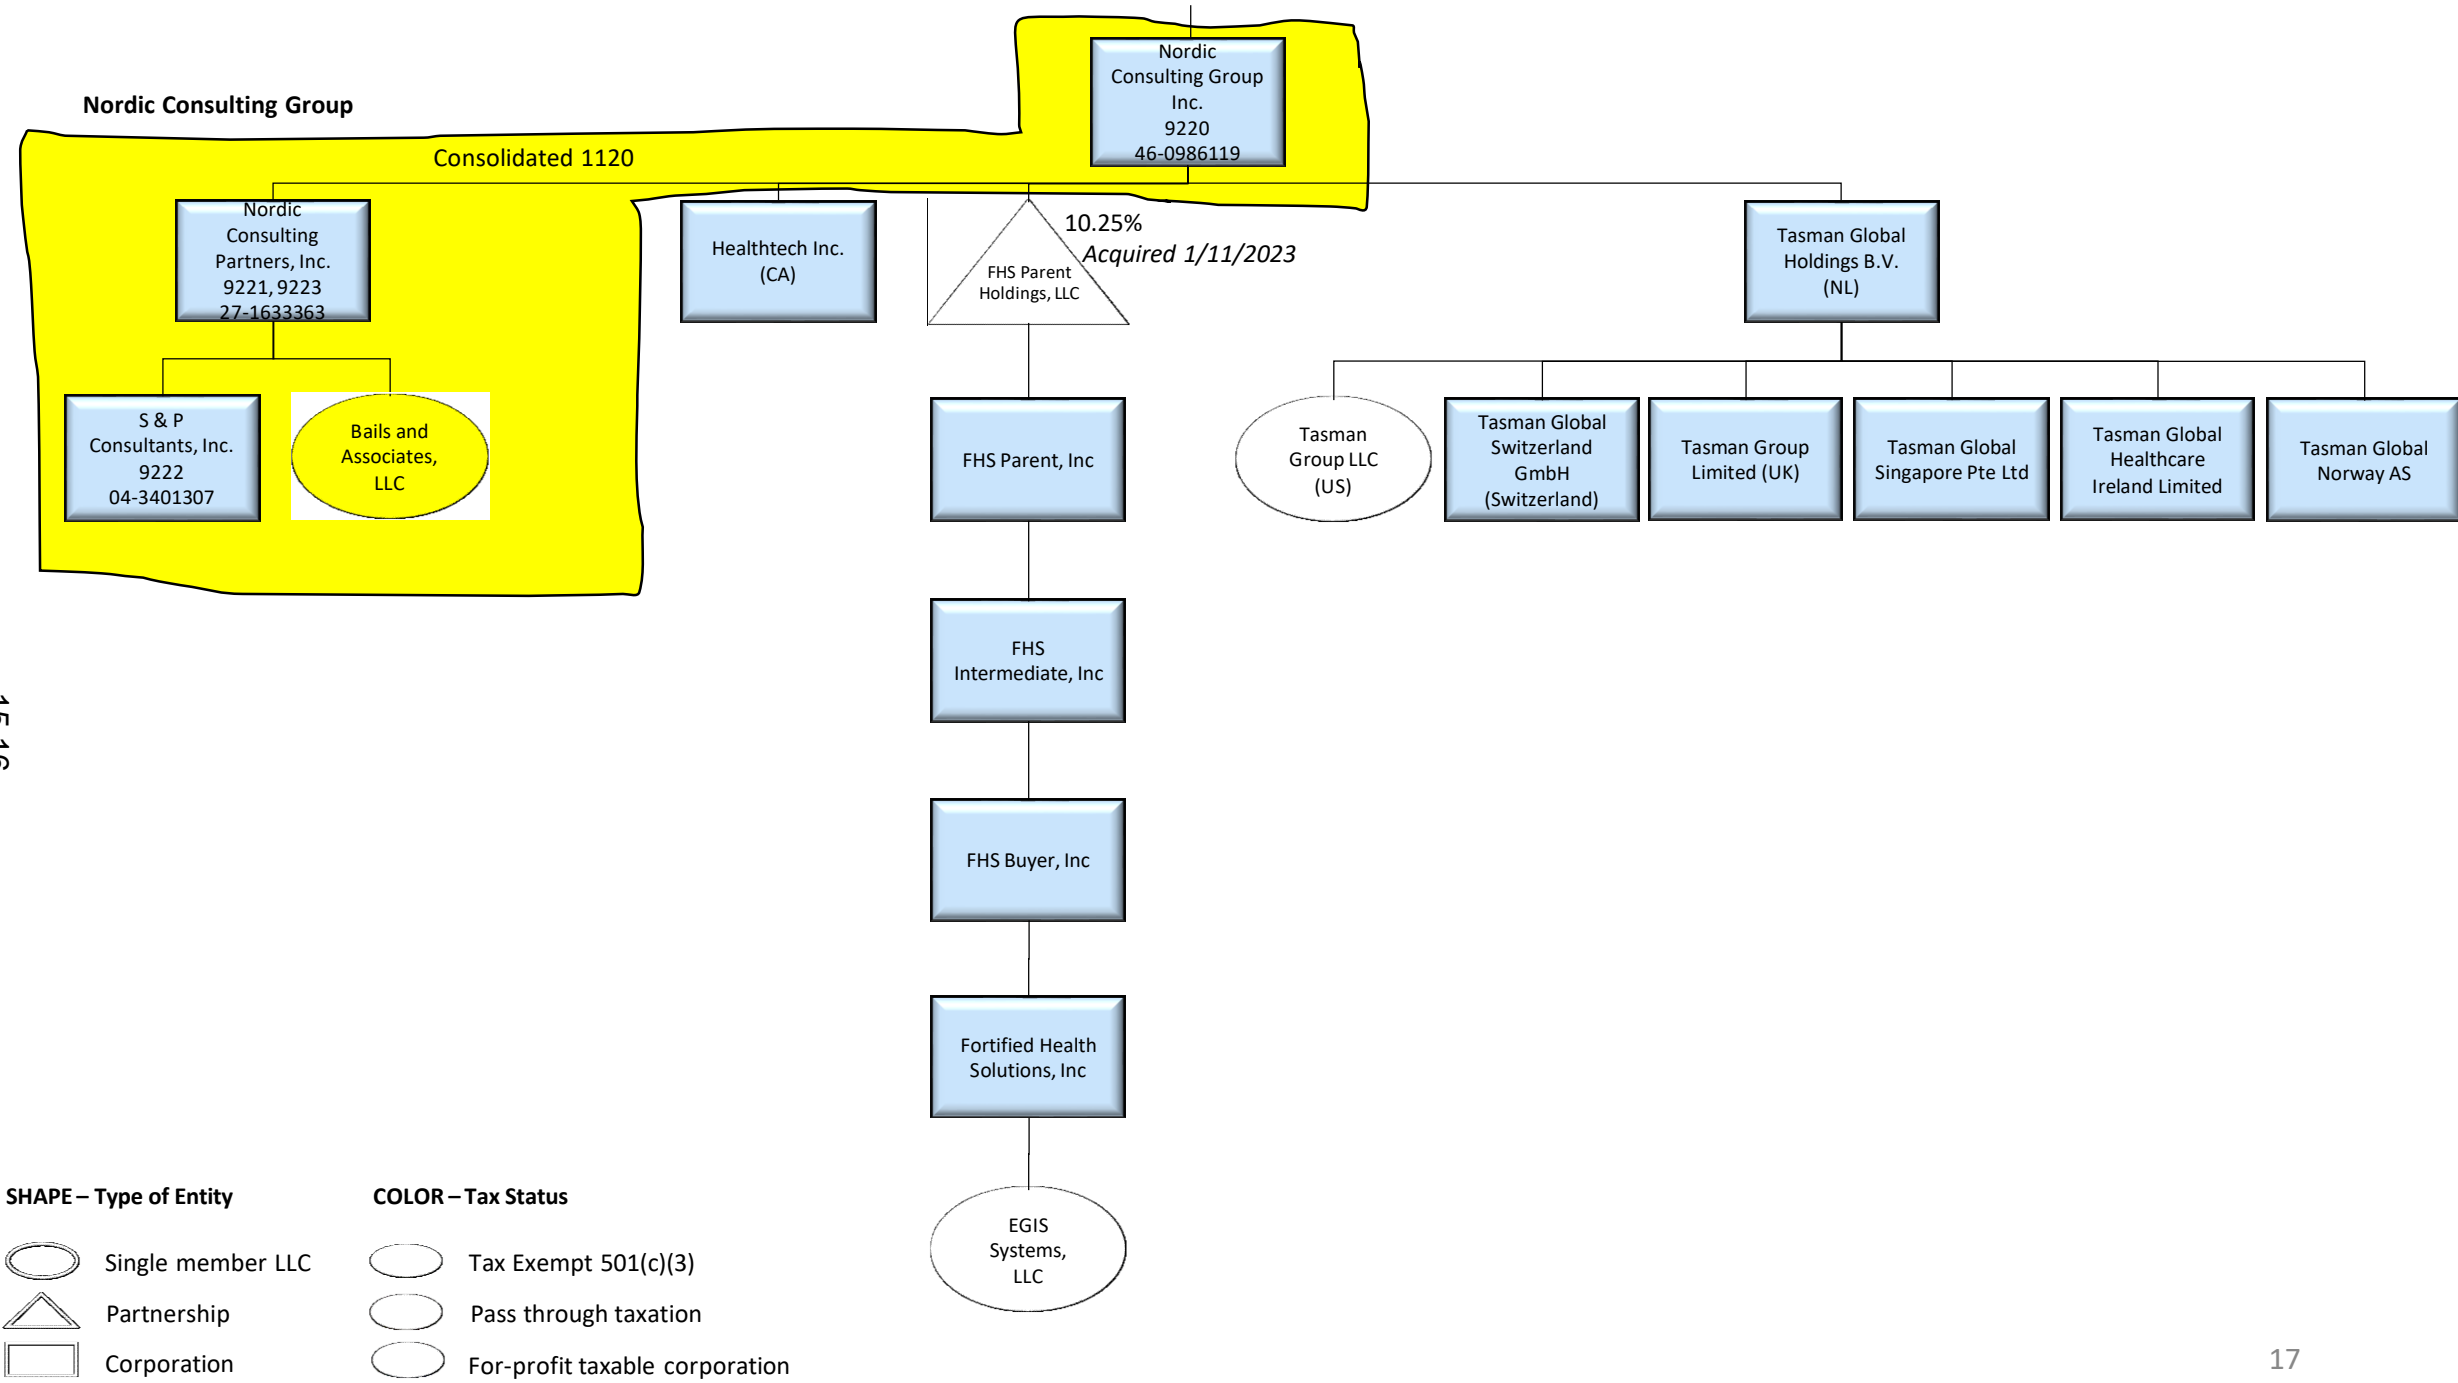 Nordic
Consulting Group
Inc.
9220
46-0986119
Nordic Consulting Group
Consolidated 1120
Nordic
Consulting
Partners, Inc.
9221, 9223
27-1633363
Healthtech Inc.
(CA)
10.25%
Acquired 1/11/2023
FHS Parent
Holdings, LLC
Tasman Global
Holdings B.V.
(NL)
S & P
Consultants, Inc.
9222
04-3401307
Bails and
Associates,
LLC
FHS Parent, Inc
Tasman
Group LLC
(US)
Tasman Global
Switzerland
GmbH
(Switzerland)
Tasman Group
Limited (UK)
Tasman Global
Singapore Pte Ltd
Tasman Global
Healthcare
Ireland Limited
Tasman Global
Norway AS
FHS
Intermediate, Inc
FHS Buyer, Inc
Fortified Health
Solutions, Inc
EGIS
Systems,
LLC
SHAPE – Type of Entity
Single member LLC
Partnership
Corporation
COLOR – Tax Status
Tax Exempt 501(c)(3)
Pass through taxation
For-profit taxable corporation
17